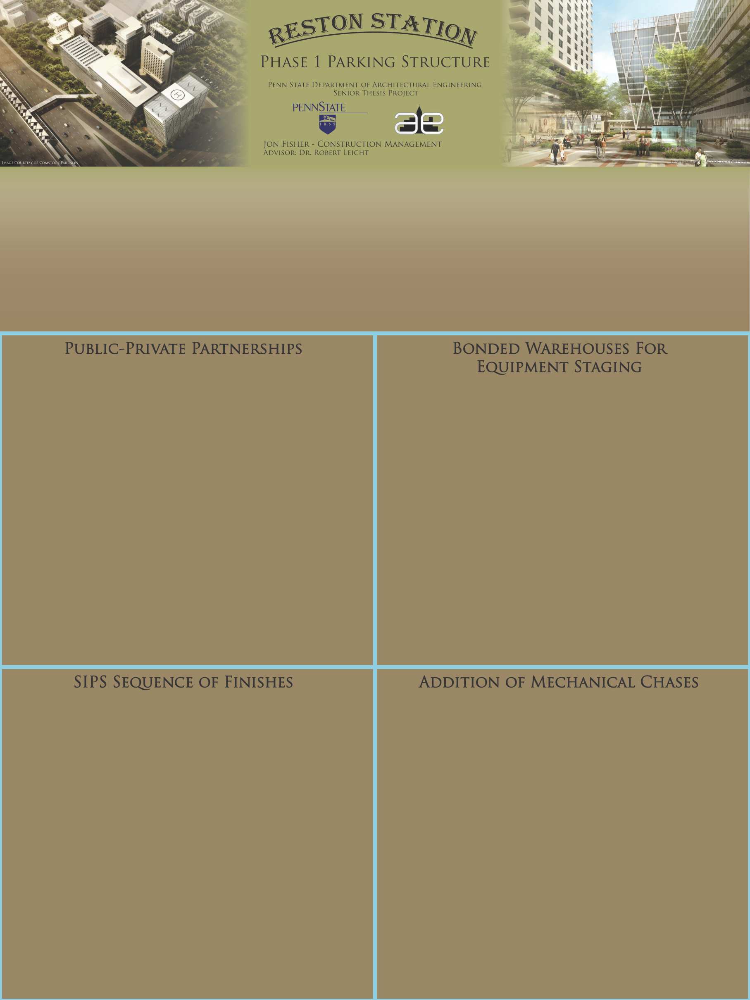 RESTON STATION
PHASE 1 PARKING STRUCTURE
PENN STATE DEPARTMENT OF ARCHITECTURAL ENGINEERING
SENIOR THESIS PROJECT
PENNSTATE
1855
ae
JON FISHER - CONSTRUCTION MANAGEMENT
ADVISOR: DR. ROBERT LEICHT
IMAGE COURTESY OF COMSTOCK PARTNERS
IMAGE COURTESY OF COMSTOCK PARTNERS
H
HERMES
PUBLIC-PRIVATE PARTNERSHIPS
BONDED WAREHOUSES FOR
EQUIPMENT STAGING
SIPS SEQUENCE OF FINISHES
ADDITION OF MECHANICAL CHASES